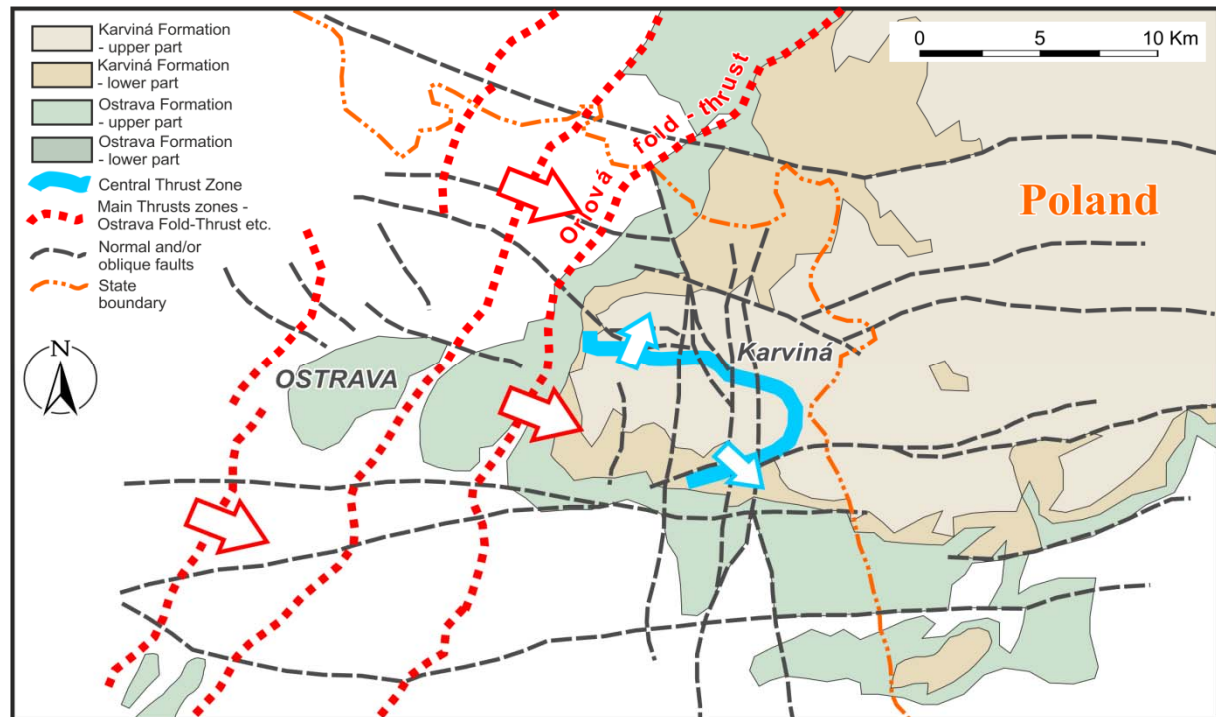 Karviná Formation
- upper part
Karviná Formation
- lower part
Ostrava Formation
- upper part
Ostrava Formation
- lower part
Central Thrust Zone
Main Thrusts zones -
Ostrava Fold-Thrust etc.
Normal and/or
oblique faults
State
boundary
N
0 5 10 Km
Orlová fold - thrust
Poland
OSTRAVA
Karviná